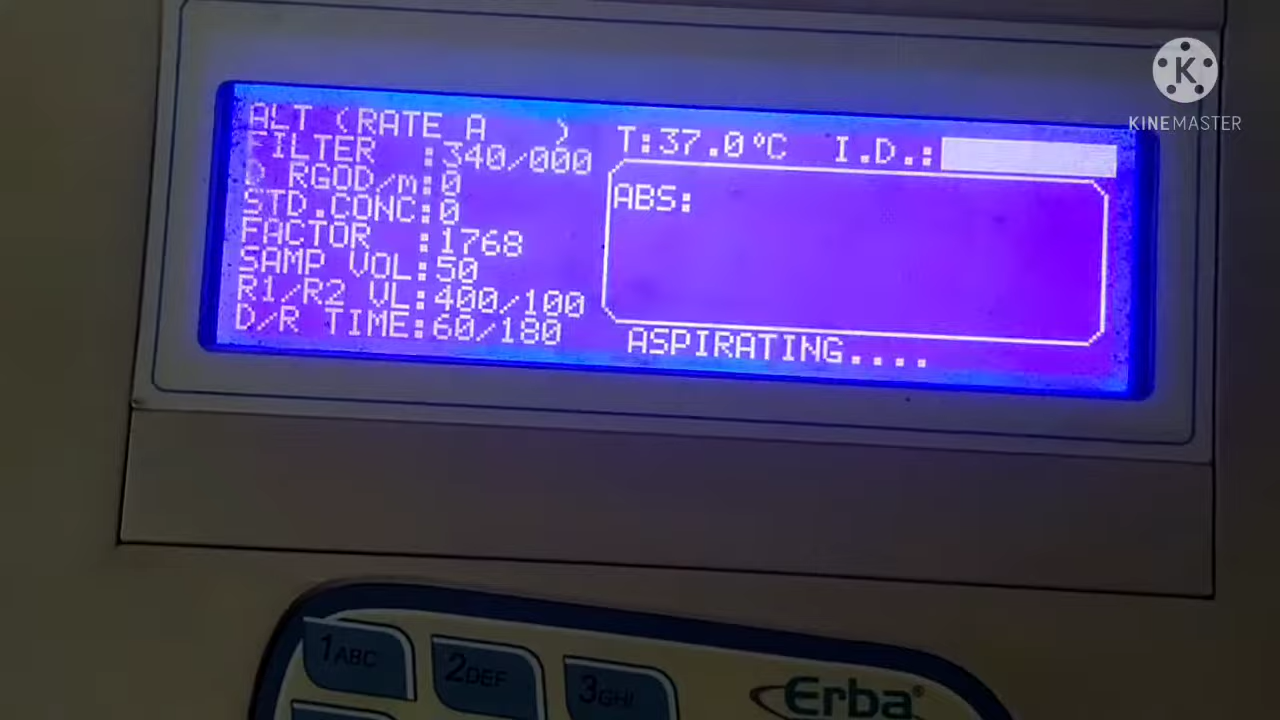 ALT (RATE A )
FILTER :340/000
RGOD/m:0
STD.CONC:0
FACTOR :1768
SAMP VOL:50
R1/R2 VL:400/100
D/R TIME:60/180
T:37.0°C I.D.:
ABS:
ASPIRATING....
K
KINEMASTER
1ABC
2DEF
3GHI
Erba®